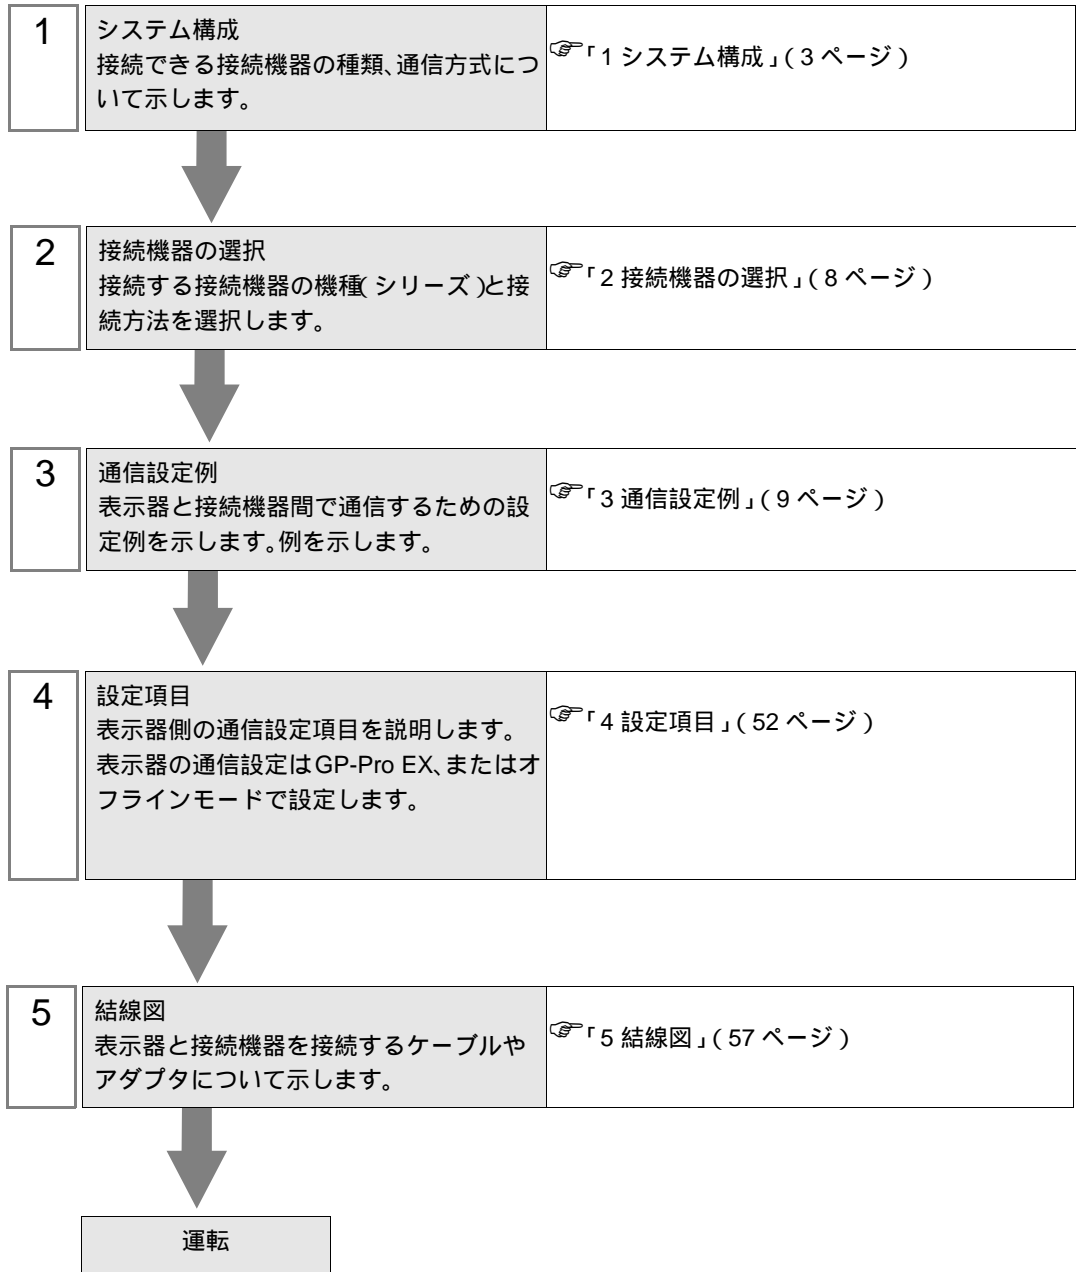 1
システム構成
接続できる接続機器の種類、通信方式につ
いて示します。
☞「1 システム構成」(3 ページ)
2
接続機器の選択
接続する接続機器の機種(シリーズ)と接
続方法を選択します。
☞「2 接続機器の選択」(8 ページ)
3
通信設定例
表示器と接続機器間で通信するための設
定例を示します。例を示します。
☞「3 通信設定例」(9 ページ)
4
設定項目
表示器側の通信設定項目を説明します。
表示器の通信設定はGP-Pro EX、またはオ
フラインモードで設定します。
☞「4 設定項目」(52 ページ)
5
結線図
表示器と接続機器を接続するケーブルや
アダプタについて示します。
☞「5 結線図」(57 ページ)
運転